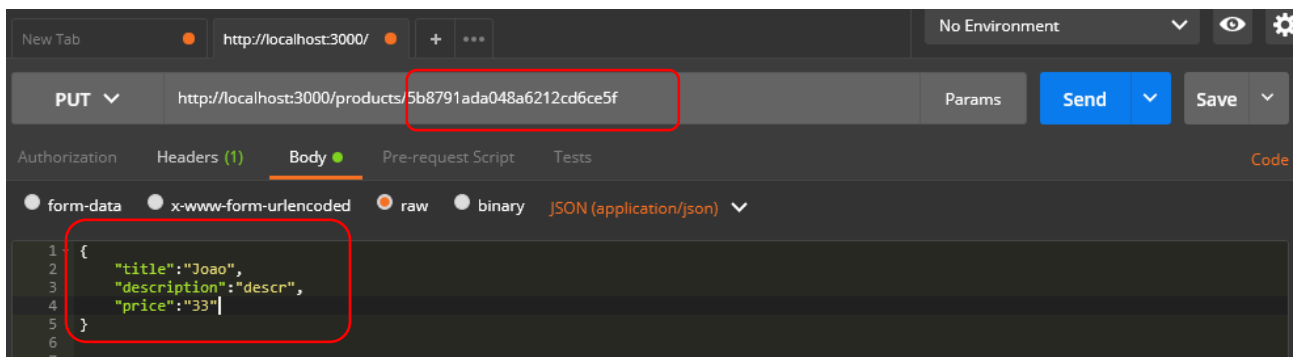 New Tab http://localhost:3000/ + ••• No Environment
PUT http://localhost:3000/products/5b8791ada048a6212cd6ce5f Params Send Save
Authorization Headers (1) Body Pre-request Script Tests Code
form-data x-www-form-urlencoded raw binary JSON (application/json)
1 {
2 "title":"Joao",
3 "description":"descr",
4 "price":"33"
5 }
6